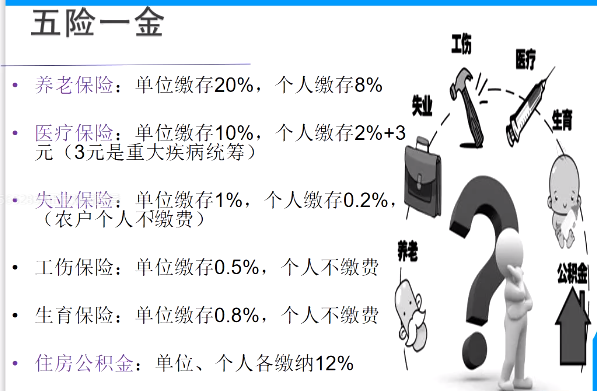 五险一金
• 养老保险：单位缴存20%，个人缴存8%
• 医疗保险：单位缴存10%，个人缴存2%+3
元（3元是重大疾病统筹）
• 失业保险：单位缴存1%，个人缴存0.2%，
（农户个人不缴费）
• 工伤保险：单位缴存0.5%，个人不缴费
• 生育保险：单位缴存0.8%，个人不缴费
• 住房公积金：单位、个人各缴纳12%
工伤
医疗
失业
生育
养老
公积金